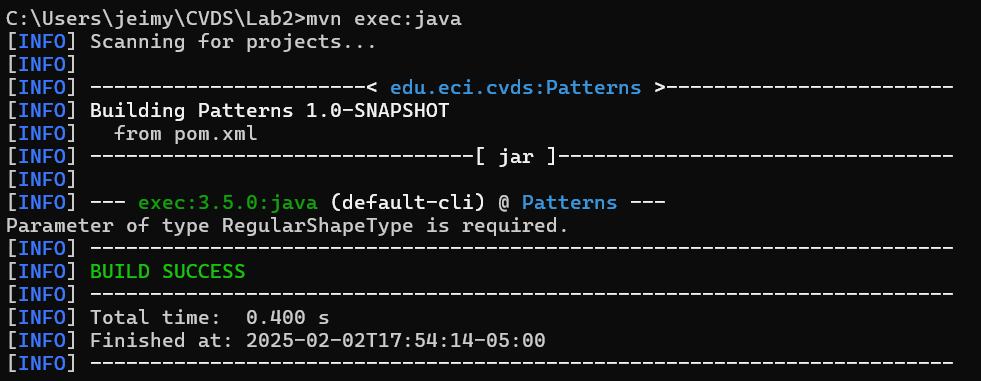 C:\Users\jeimy\CVDS\Lab2>mvn exec:java
[INFO] Scanning for projects...
[INFO]
[INFO] -----------------------< edu.eci.cvds:Patterns >------------------------
[INFO] Building Patterns 1.0-SNAPSHOT
[INFO]   from pom.xml
[INFO] --------------------------------[ jar ]---------------------------------
[INFO]
[INFO] --- exec:3.5.0:java (default-cli) @ Patterns ---
Parameter of type RegularShapeType is required.
[INFO] ------------------------------------------------------------------------
[INFO] BUILD SUCCESS
[INFO] ------------------------------------------------------------------------
[INFO] Total time:  0.400 s
[INFO] Finished at: 2025-02-02T17:54:14-05:00
[INFO] ------------------------------------------------------------------------